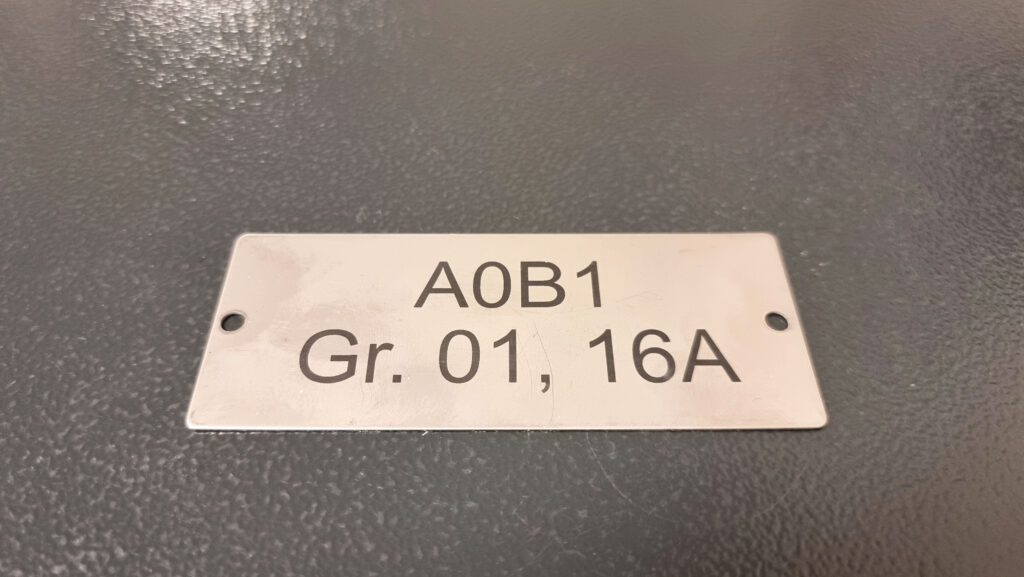 A0B1
Gr. 01, 16A